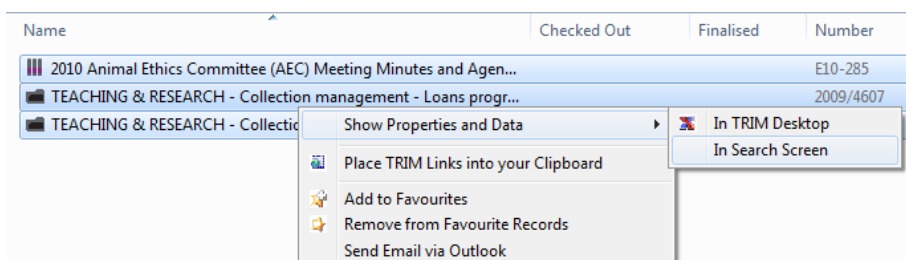 Name Checked Out Finalised Number
2010 Animal Ethics Committee (AEC) Meeting Minutes and Agen... E10-285
TEACHING & RESEARCH - Collection management - Loans progr... 2009/4607
TEACHING & RESEARCH - Collectio
Show Properties and Data
In TRIM Desktop
In Search Screen
Place TRIM Links into your Clipboard
Add to Favourites
Remove from Favourite Records
Send Email via Outlook